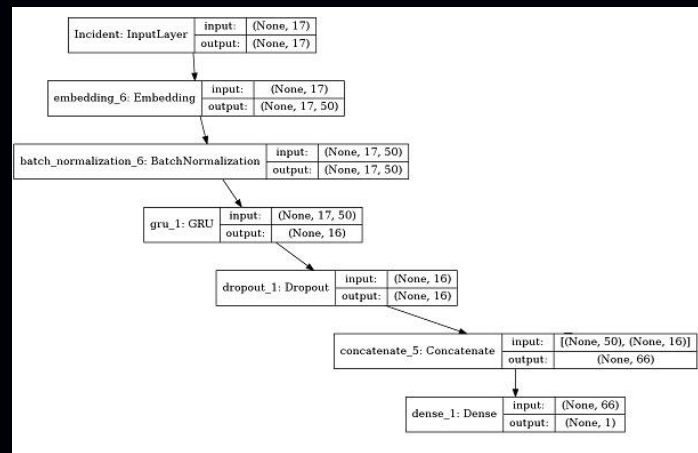 Incident: InputLayer input: (None, 17)
output: (None, 17)
embedding_6: Embedding input: (None, 17)
output: (None, 17, 50)
batch_normalization_6: BatchNormalization input: (None, 17, 50)
output: (None, 17, 50)
gru_1: GRU input: (None, 17, 50)
output: (None, 16)
dropout_1: Dropout input: (None, 16)
output: (None, 16)
concatenate_5: Concatenate input: [(None, 50), (None, 16)]
output: (None, 66)
dense_1: Dense input: (None, 66)
output: (None, 1)